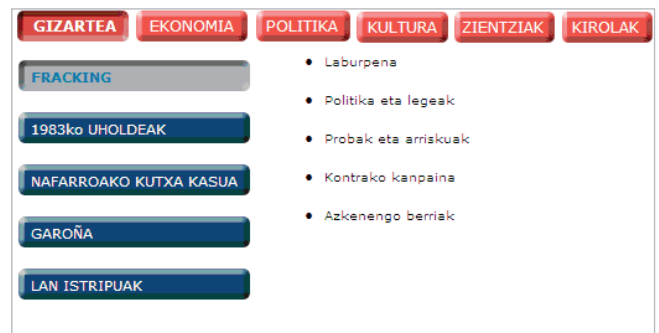 GIZARTEA EKONOMIA POLITIKA KULTURA ZIENTZIAK KIROLAK
FRACKING
1983ko UHOLDEAK
NAFARROAKO KUTXA KASUA
GAROÑA
LAN ISTRIPUAK
• Laburpena
• Politika eta legeak
• Probak eta arriskuak
• Kontrako kanpaina
• Azkenengo berriak